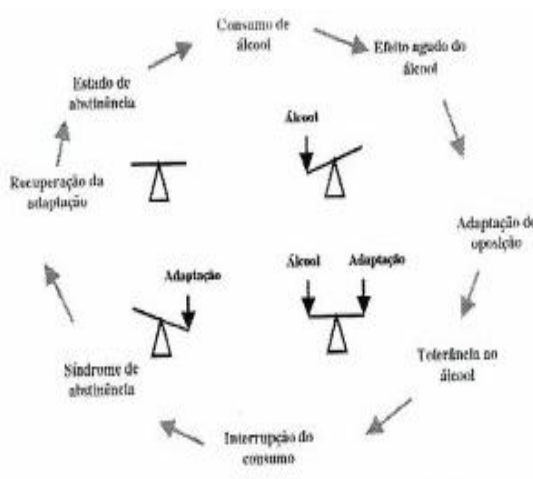 Consumo de
álcool
Efeito agudo do
álcool
Adaptação de
oposição
Tolerância ao
álcool
Interrupção do
consumo
Síndrome de
abstinência
Recuperação da
adaptação
Estado de
abstinência
Álcool
Álcool
Adaptação
Adaptação